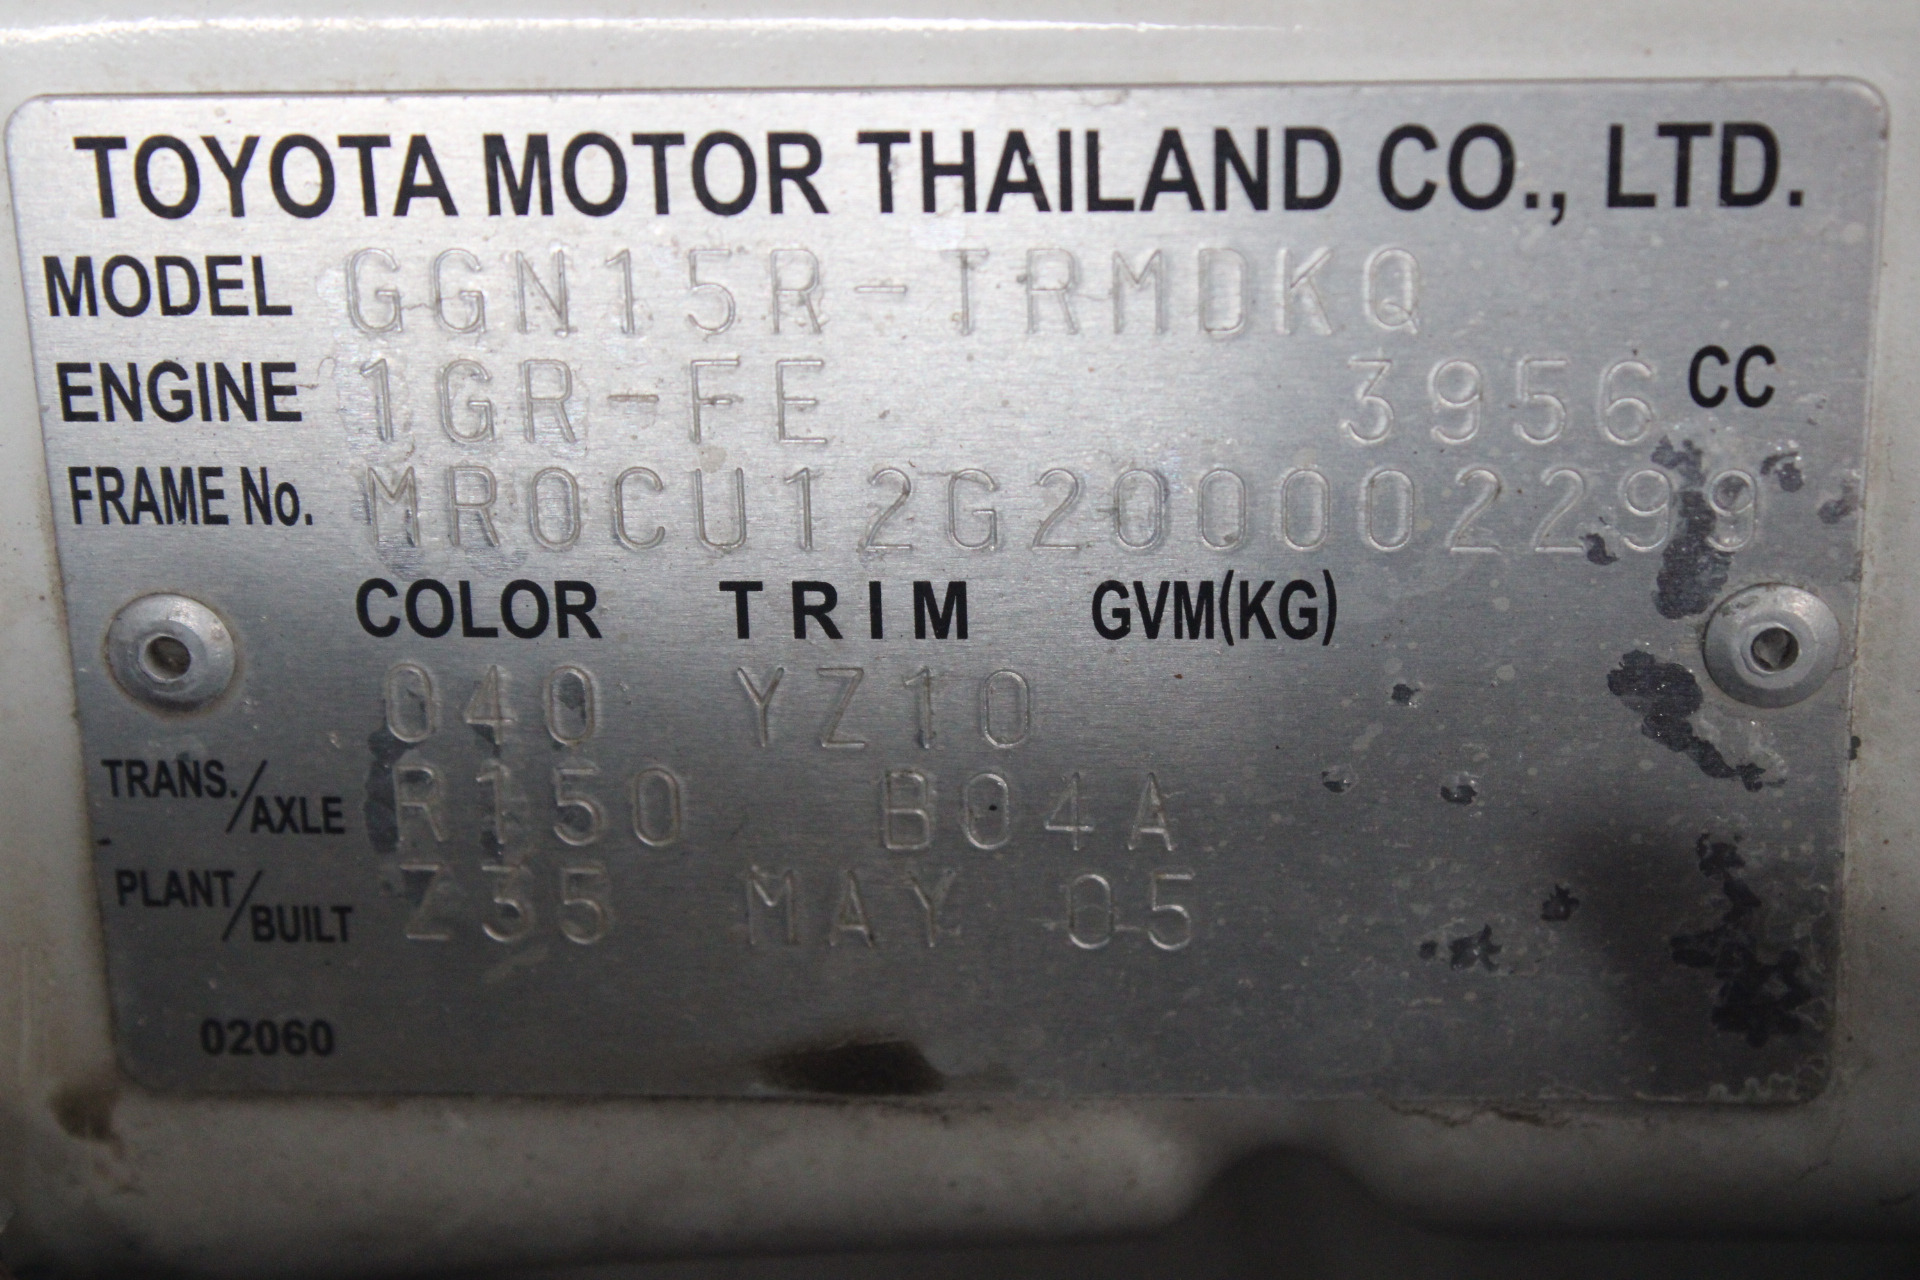 TOYOTA MOTOR THAILAND CO., LTD.
MODEL GGN15R-TRMDKQ
ENGINE 1GR-FE 3956 CC
FRAME No. MR0CU12G200002299
COLOR TRIM GVM(KG)
040 YZ10
TRANS./AXLE R150 B04A
PLANT/BUILT Z35 MAY 05
02060